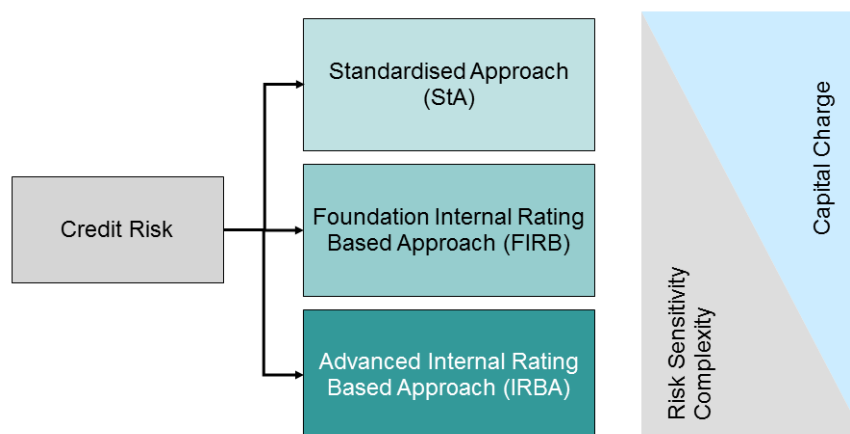 Standardised Approach
(StA)
Credit Risk
Foundation Internal Rating
Based Approach (FIRB)
Advanced Internal Rating
Based Approach (IRBA)
Risk Sensitivity
Complexity
Capital Charge